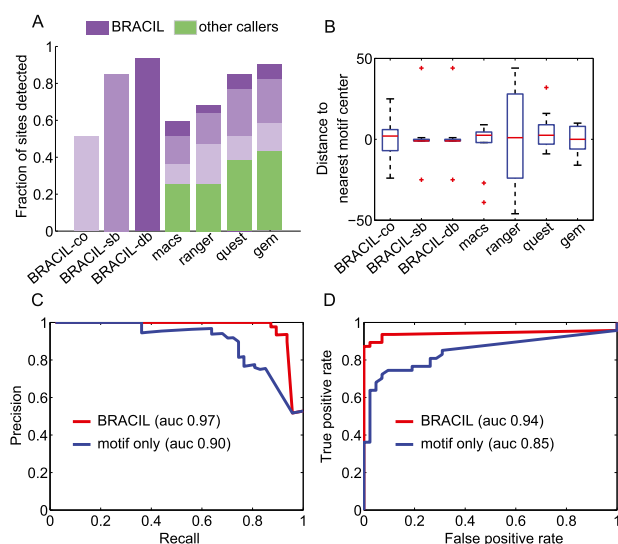 A
BRACIL
other callers
Fraction of sites detected
1
0.8
0.6
0.4
0.2
0
BRACIL-co
BRACIL-sb
BRACIL-db
macs
ranger
quest
gem
B
Distance to
nearest motif center
50
0
−50
BRACIL-co
BRACIL-sb
BRACIL-db
macs
ranger
quest
gem
C
Precision
1
0.8
0.6
0.4
0.2
0
BRACIL (auc 0.97)
motif only (auc 0.90)
0
0.2
0.4
0.6
0.8
1
Recall
D
True positive rate
1
0.8
0.6
0.4
0.2
0
BRACIL (auc 0.94)
motif only (auc 0.85)
0
0.2
0.4
0.6
0.8
1
False positive rate